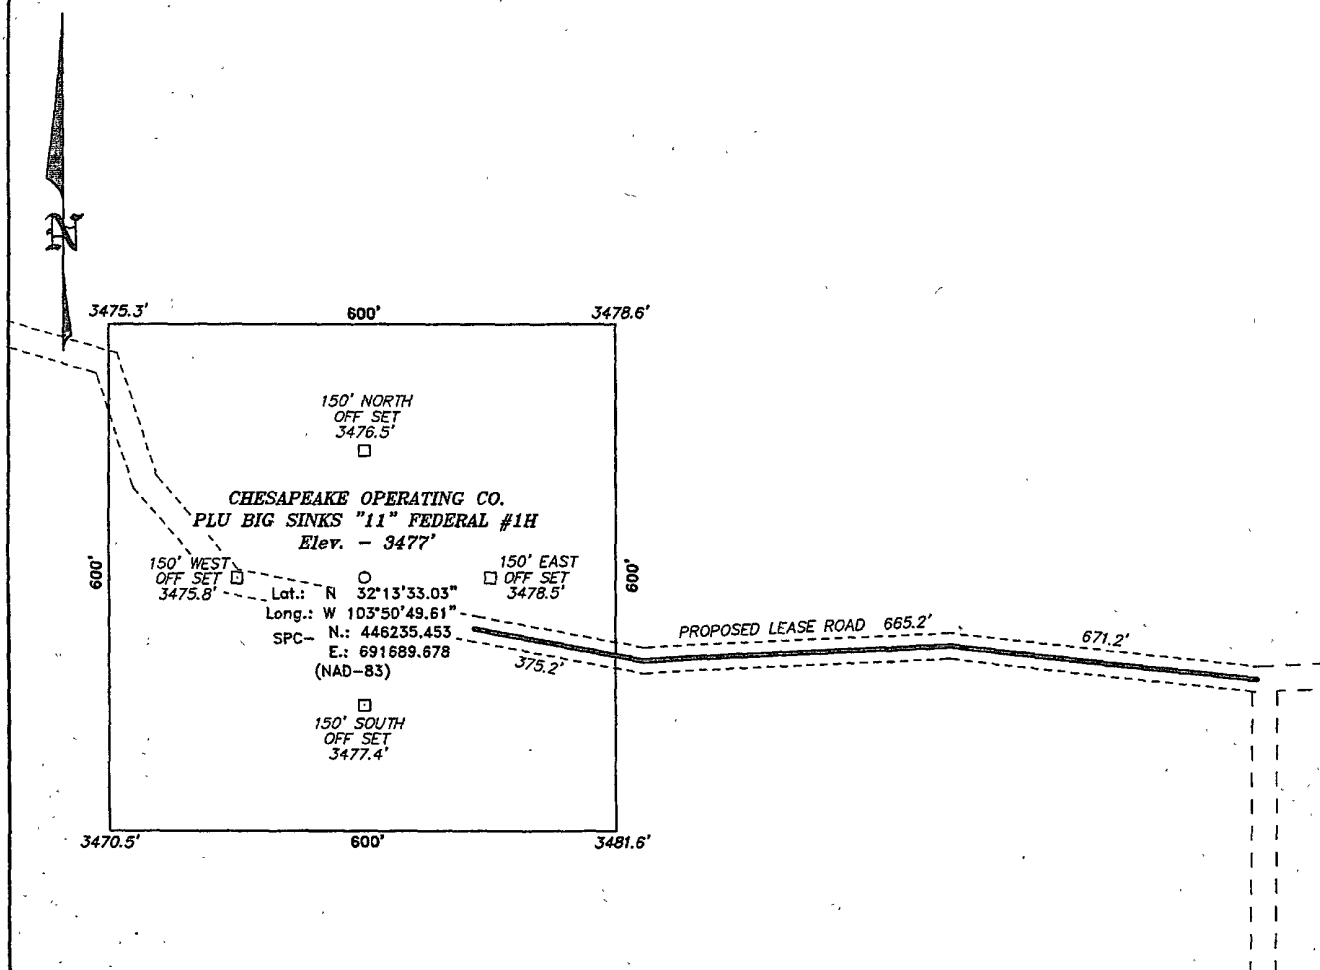 N
3475.3'
600'
3478.6'
150' NORTH
OFF SET
3476.5'
CHESAPEAKE OPERATING CO.
PLU BIG SINKS "11" FEDERAL #1H
Elev. - 3477'
600'
150' WEST
OFF SET
3475.8'
150' EAST
OFF SET
3478.5'
600'
Lat.: N 32°13'33.03"
Long.: W 103°50'49.61"
SPC- N.: 446235.453
E.: 691689.678
(NAD-83)
375.2'
PROPOSED LEASE ROAD 665.2'
671.2'
150' SOUTH
OFF SET
3477.4'
3470.5'
600'
3481.6'